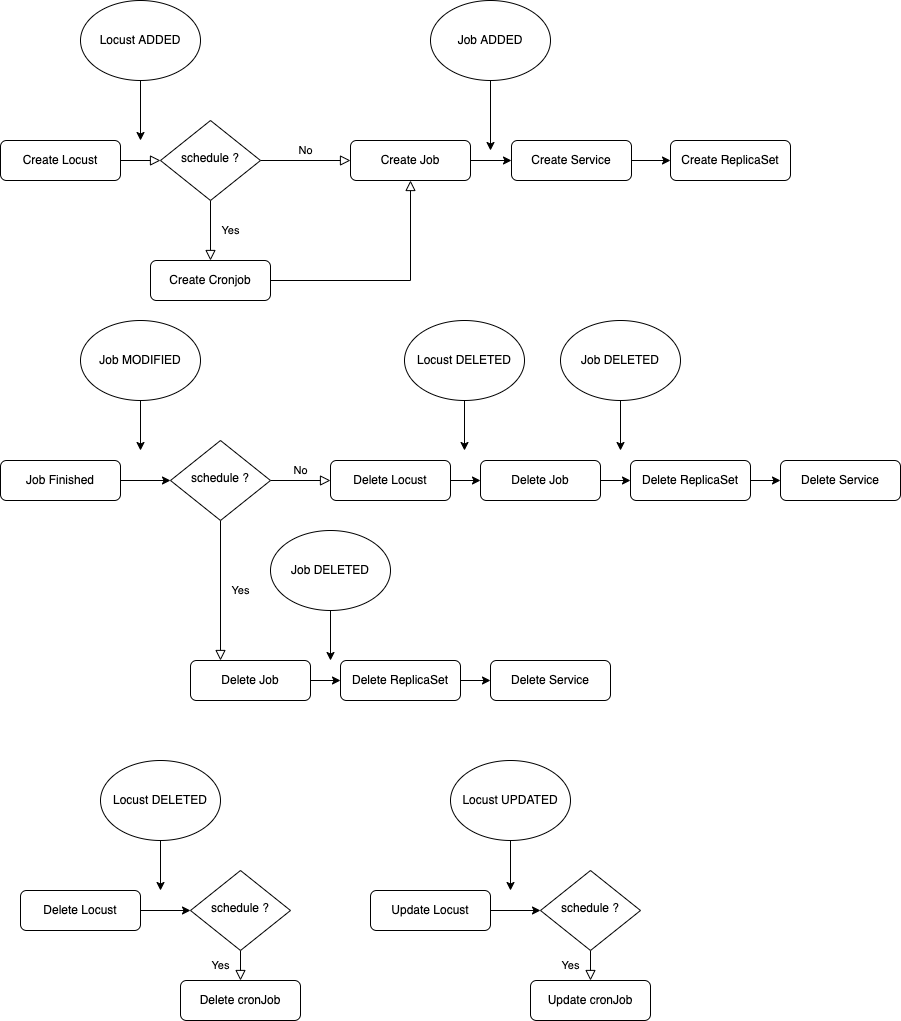 Locust ADDED
Job ADDED
Create Locust
schedule ?
No
Create Job
Create Service
Create ReplicaSet
Yes
Create Cronjob
Job MODIFIED
Locust DELETED
Job DELETED
Job Finished
schedule ?
No
Delete Locust
Delete Job
Delete ReplicaSet
Delete Service
Job DELETED
Yes
Delete Job
Delete ReplicaSet
Delete Service
Locust DELETED
Locust UPDATED
Delete Locust
schedule ?
Update Locust
schedule ?
Yes
Yes
Delete cronJob
Update cronJob